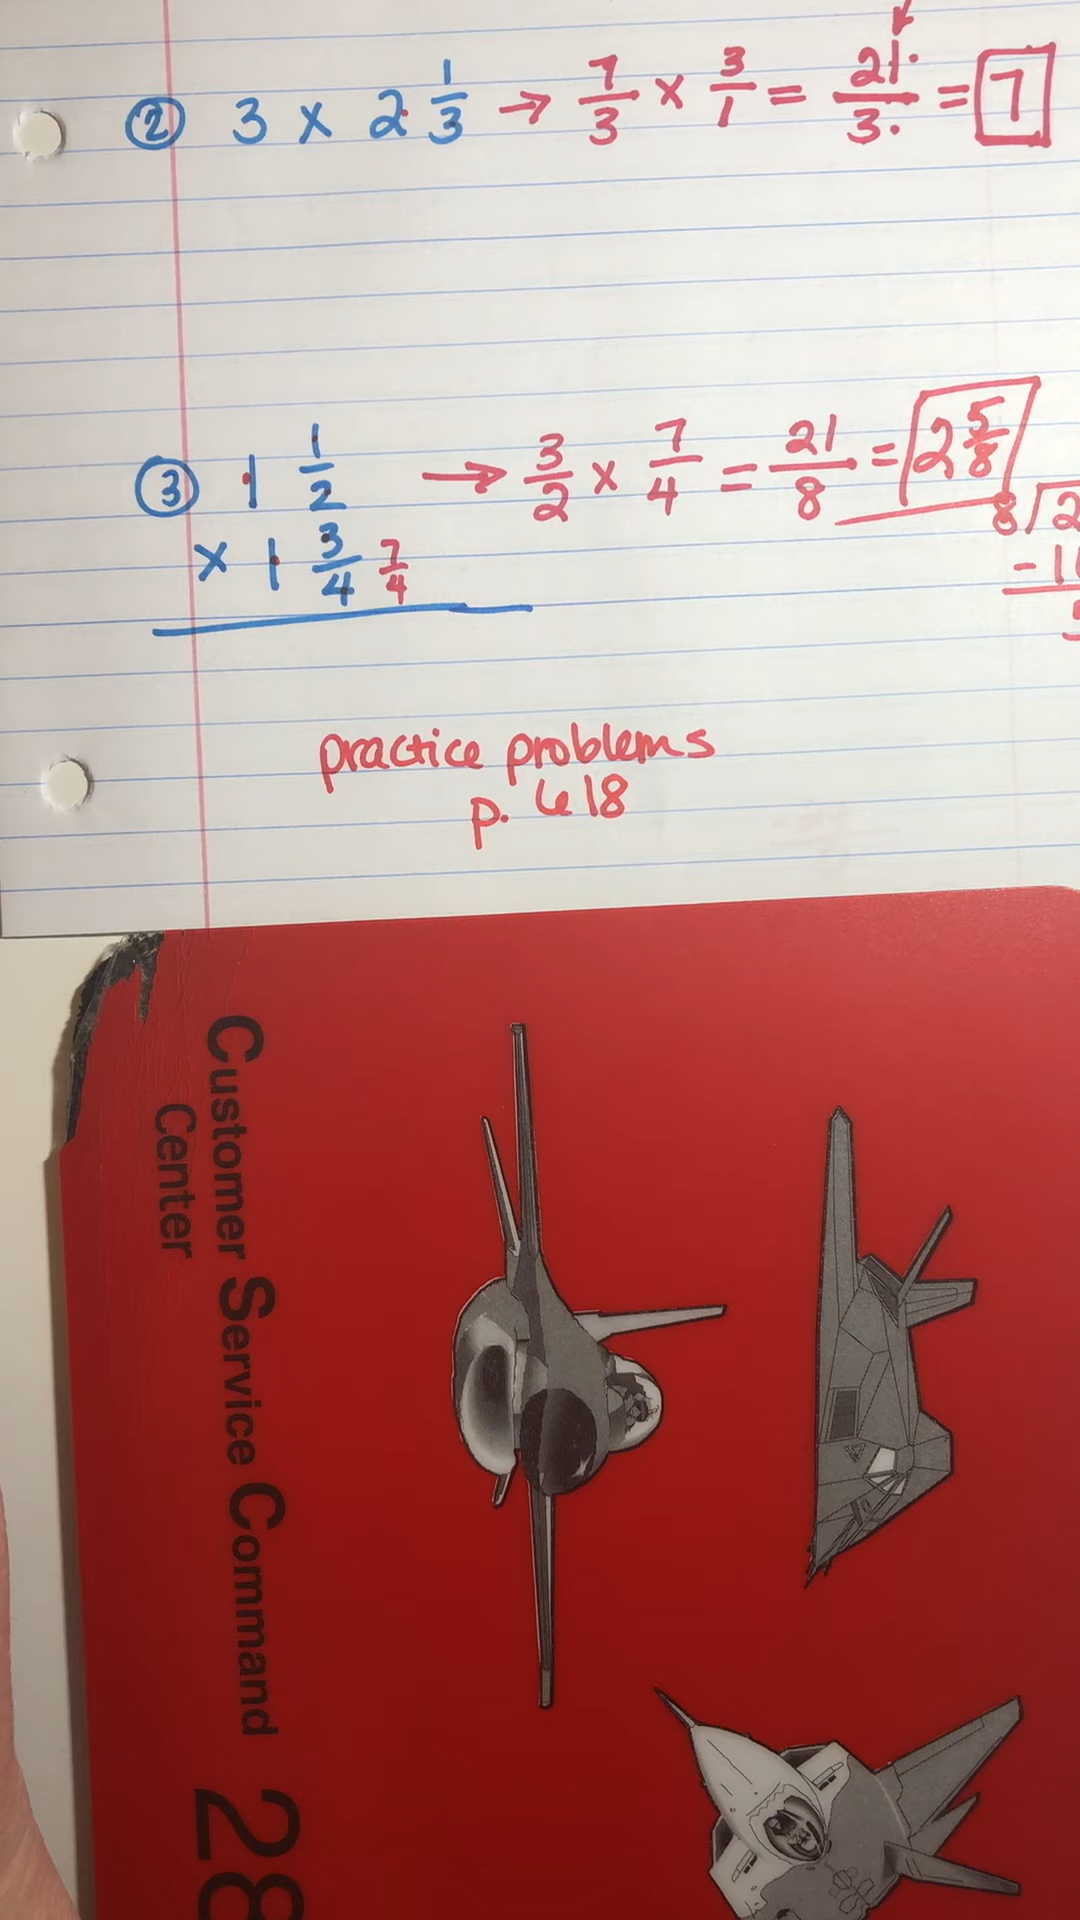 ② 3 x 2 1/3 → 7/3 x 3/1 = 21/3 = 7
③ 1 1/2 → 3/2 x 7/4 = 21/8 = 2 5/8
x 1 3/4 7/4
practice problems
p. 618
Customer Service Command
Center
28